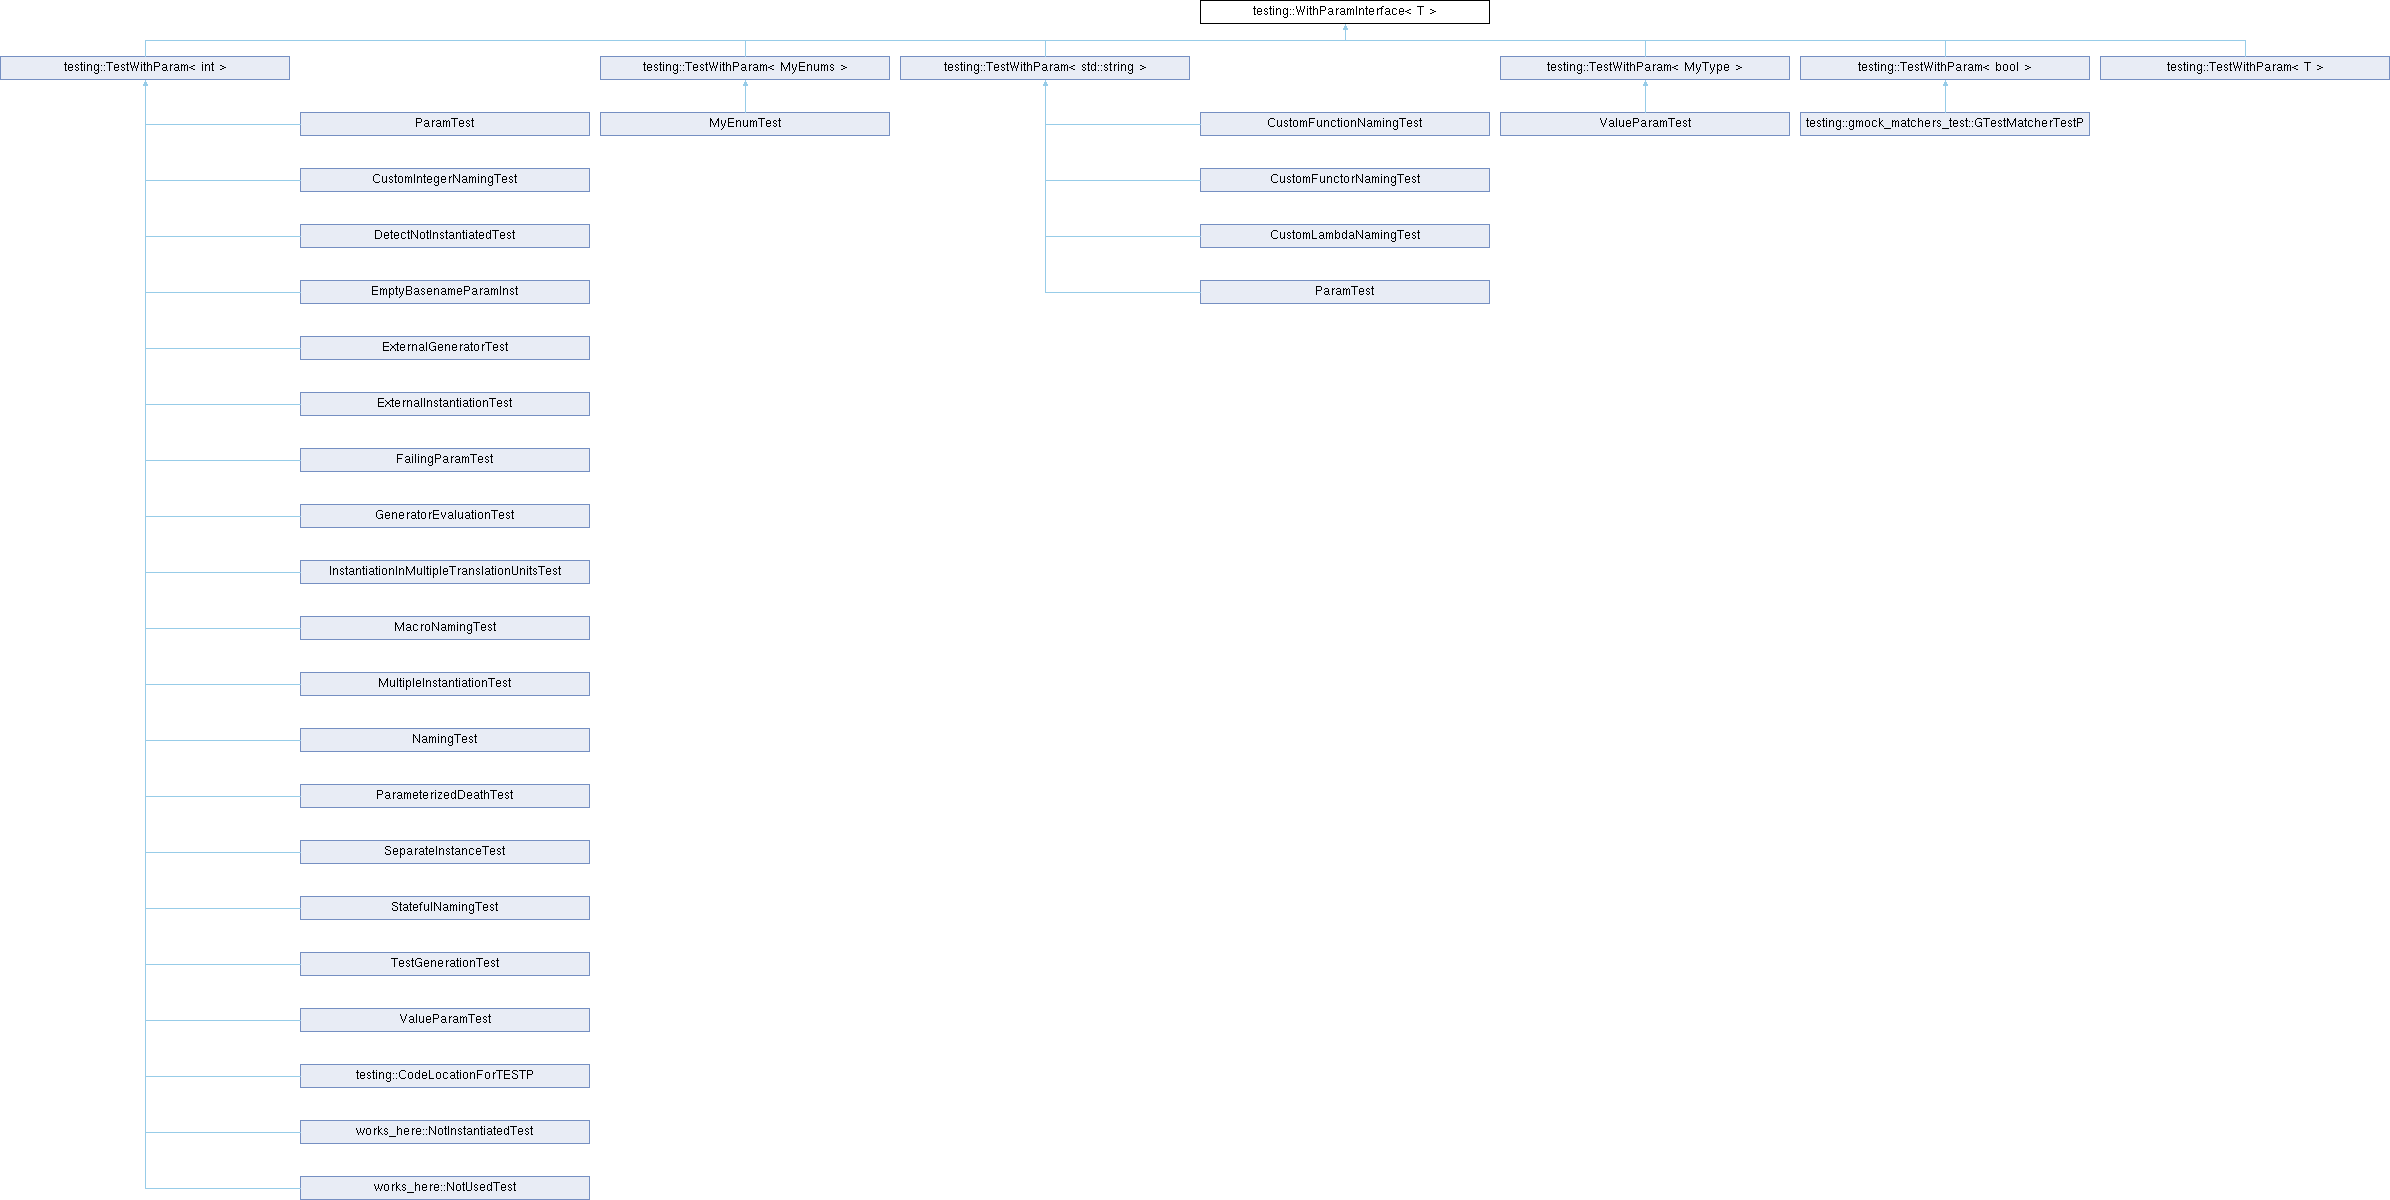 testing::WithParamInterface< T >
testing::TestWithParam< int >
testing::TestWithParam< MyEnums >
testing::TestWithParam< std::string >
testing::TestWithParam< MyType >
testing::TestWithParam< bool >
testing::TestWithParam< T >
ParamTest
MyEnumTest
CustomFunctionNamingTest
ValueParamTest
testing::gmock_matchers_test::GTestMatcherTestP
CustomIntegerNamingTest
CustomFunctorNamingTest
DetectNotInstantiatedTest
CustomLambdaNamingTest
EmptyBasenameParamInst
ParamTest
ExternalGeneratorTest
ExternalInstantiationTest
FailingParamTest
GeneratorEvaluationTest
InstantiationInMultipleTranslationUnitsTest
MacroNamingTest
MultipleInstantiationTest
NamingTest
ParameterizedDeathTest
SeparateInstanceTest
StatefulNamingTest
TestGenerationTest
ValueParamTest
testing::CodeLocationForTESTP
works_here::NotInstantiatedTest
works_here::NotUsedTest